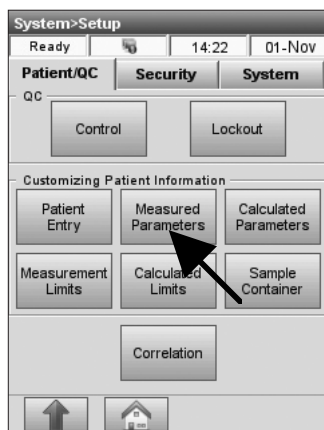 System>Setup
Ready 14:22 01-Nov
Patient/QC Security System
QC
Control Lockout
Customizing Patient Information
Patient Entry
Measured Parameters
Calculated Parameters
Measurement Limits
Calculated Limits
Sample Container
Correlation